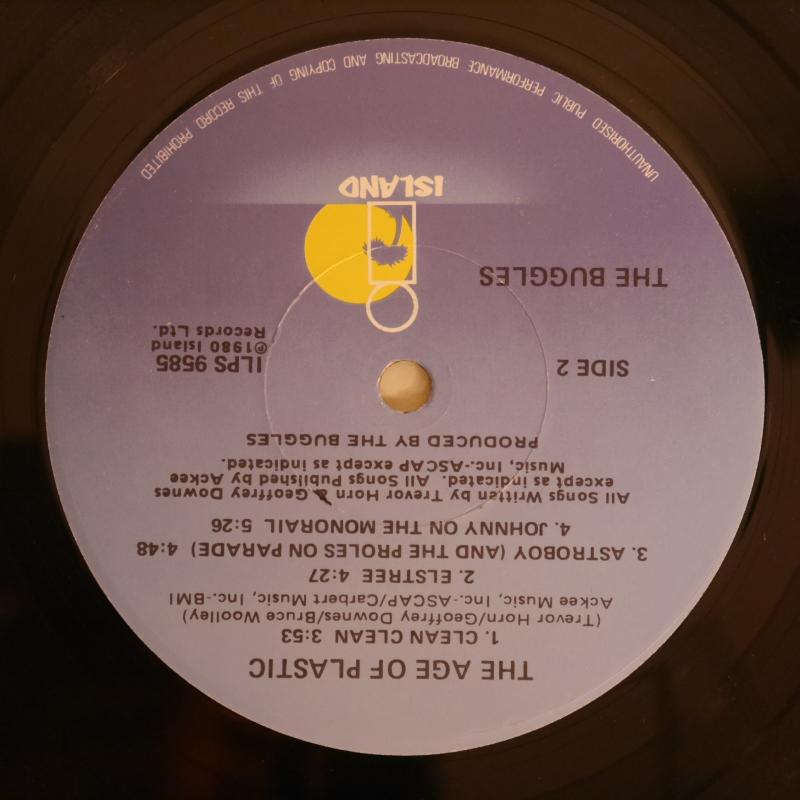 THE AGE OF PLASTIC
1. CLEAN CLEAN 3:53
(Trevor Horn/Geoffrey Downes/Bruce Woolley)
Ackee Music, Inc.-ASCAP/Carbert Music, Inc.-BMI
2. ELSTREE 4:27
3. ASTROBOY (AND THE PROLES ON PARADE) 4:48
4. JOHNNY ON THE MONORAIL 5:26
All Songs Written by Trevor Horn & Geoffrey Downes
except as indicated. All Songs Published by Ackee
Music, Inc.-ASCAP except as indicated.
PRODUCED BY THE BUGGLES
SIDE 2
ILPS 9585
℗1980 Island
Records Ltd.
THE BUGGLES
ISLAND
UNAUTHORISED PUBLIC PERFORMANCE BROADCASTING AND COPYING OF THIS RECORD PROHIBITED